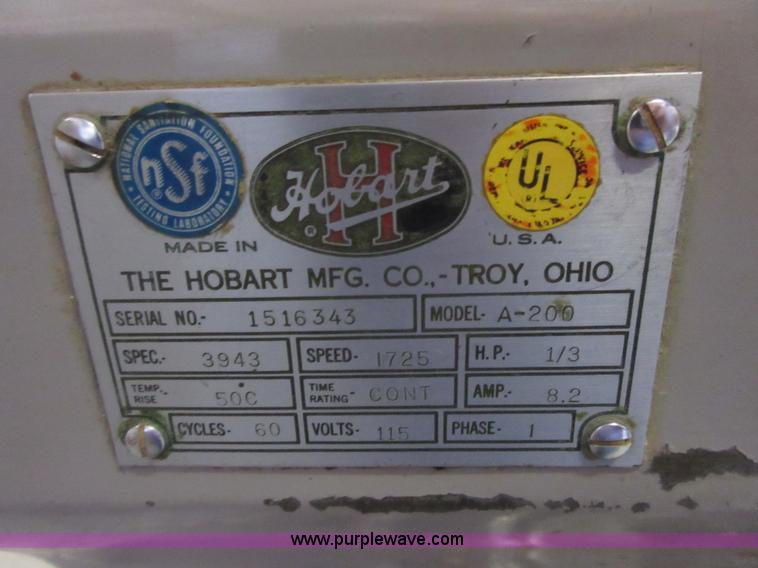 NATIONAL SANITATION FOUNDATION
nsf
®
TESTING LABORATORY
Hobart
H
®
Ui
MADE IN
U.S.A.
THE HOBART MFG. CO.,-TROY, OHIO
SERIAL NO.- 1516343 MODEL- A-200
SPEC.- 3943 SPEED- 1725 H.P.- 1/3
TEMP. RISE - 50C TIME RATING- CONT AMP.- 8.2
CYCLES- 60 VOLTS- 115 PHASE- 1
www.purplewave.com